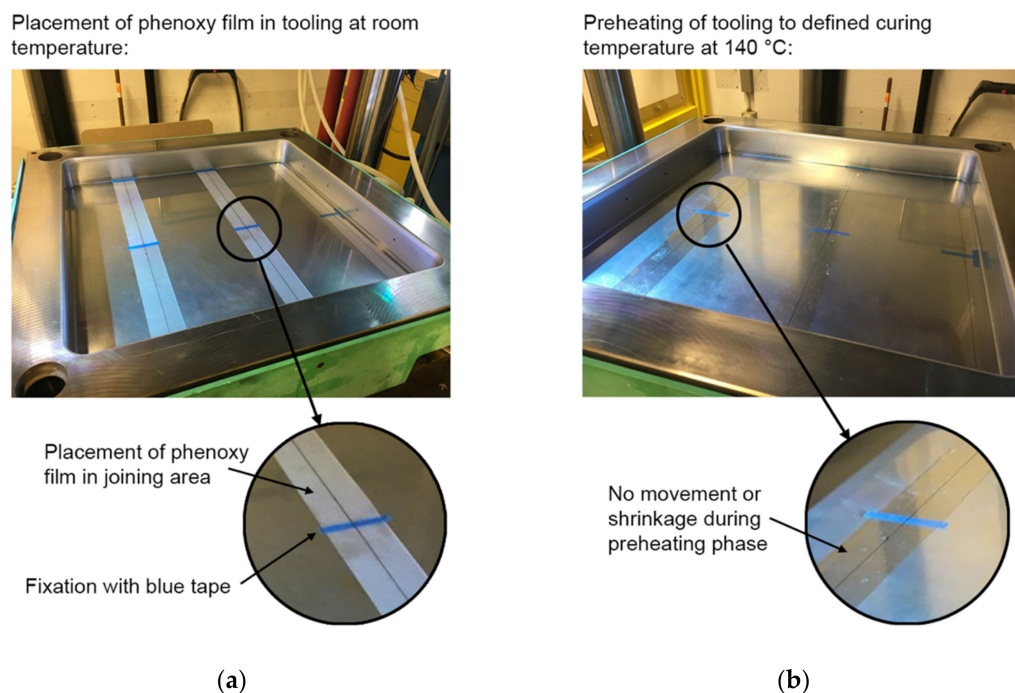 Placement of phenoxy film in tooling at room
temperature:
Preheating of tooling to defined curing
temperature at 140 °C:
Placement of phenoxy
film in joining area
Fixation with blue tape
No movement or
shrinkage during
preheating phase
(a)
(b)